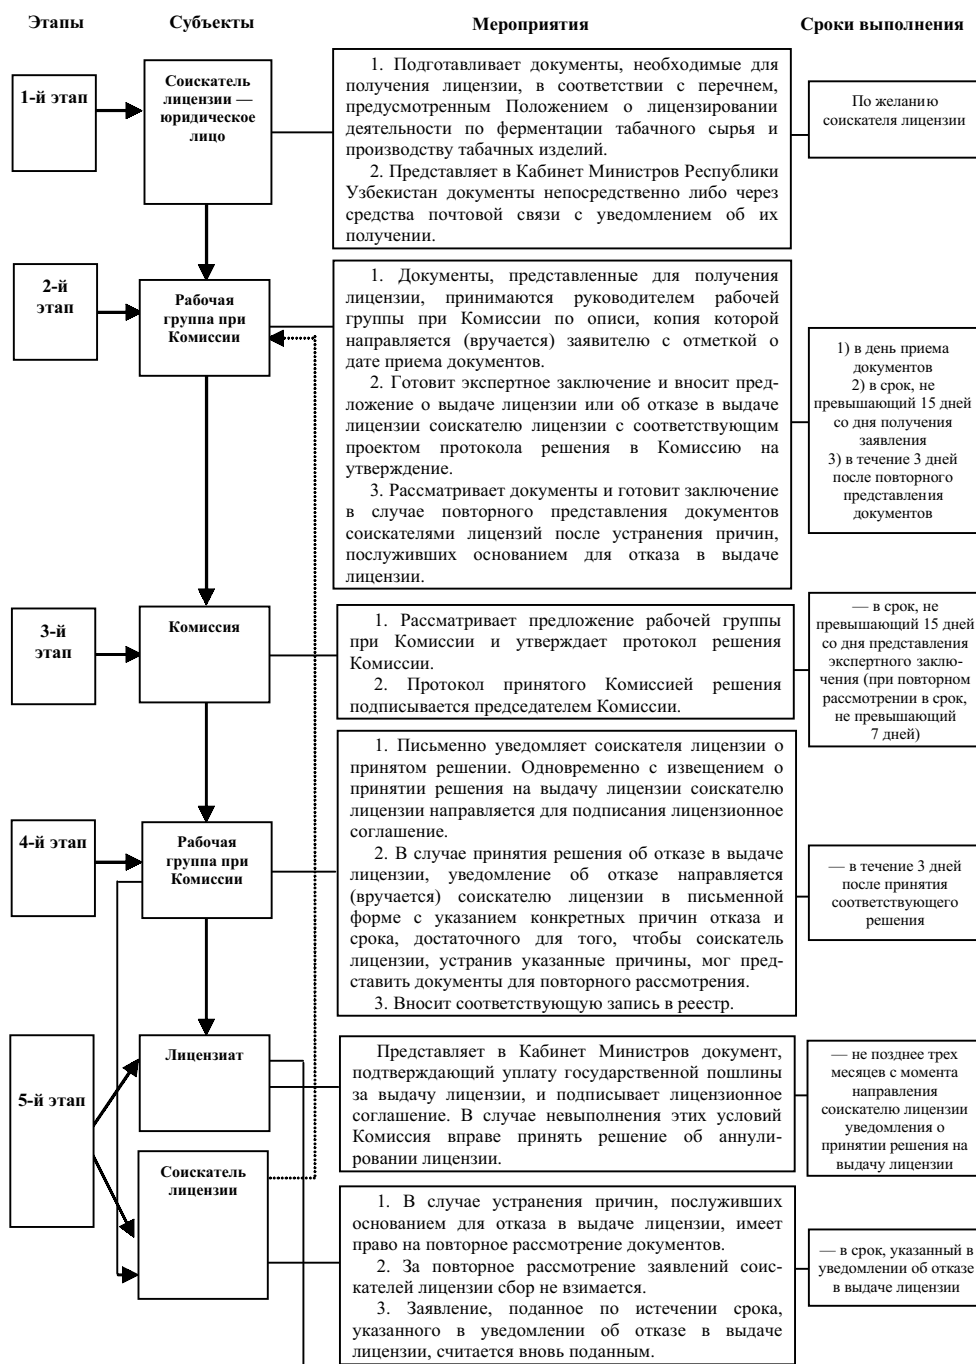 Этапы
Субъекты
Мероприятия
Сроки выполнения
1-й этап
Соискатель
лицензии —
юридическое
лицо
1. Подготавливает документы, необходимые для
получения лицензии, в соответствии с перечнем,
предусмотренным Положением о лицензировании
деятельности по ферментации табачного сырья и
производству табачных изделий.
2. Представляет в Кабинет Министров Республики
Узбекистан документы непосредственно либо через
средства почтовой связи с уведомлением об их
получении.
По желанию
соискателя лицензии
2-й
этап
Рабочая
группа при
Комиссии
1. Документы, представленные для получения
лицензии, принимаются руководителем рабочей
группы при Комиссии по описи, копия которой
направляется (вручается) заявителю с отметкой о
дате приема документов.
2. Готовит экспертное заключение и вносит пред-
ложение о выдаче лицензии или об отказе в выдаче
лицензии соискателю лицензии с соответствующим
проектом протокола решения в Комиссию на
утверждение.
3. Рассматривает документы и готовит заключение
в случае повторного представления документов
соискателями лицензий после устранения причин,
послуживших основанием для отказа в выдаче
лицензии.
1) в день приема
документов
2) в срок, не
превышающий 15 дней
со дня получения
заявления
3) в течение 3 дней
после повторного
представления
документов
3-й
этап
Комиссия
1. Рассматривает предложение рабочей группы
при Комиссии и утверждает протокол решения
Комиссии.
2. Протокол принятого Комиссией решения
подписывается председателем Комиссии.
— в срок, не
превышающий 15 дней
со дня представления
экспертного заклю-
чения (при повторном
рассмотрении в срок,
не превышающий
7 дней)
4-й этап
Рабочая
группа при
Комиссии
1. Письменно уведомляет соискателя лицензии о
принятом решении. Одновременно с извещением о
принятии решения на выдачу лицензии соискателю
лицензии направляется для подписания лицензионное
соглашение.
2. В случае принятия решения об отказе в выдаче
лицензии, уведомление об отказе направляется
(вручается) соискателю лицензии в письменной
форме с указанием конкретных причин отказа и
срока, достаточного для того, чтобы соискатель
лицензии, устранив указанные причины, мог пред-
ставить документы для повторного рассмотрения.
3. Вносит соответствующую запись в реестр.
— в течение 3 дней
после принятия
соответствующего
решения
5-й этап
Лицензиат
Представляет в Кабинет Министров документ,
подтверждающий уплату государственной пошлины
за выдачу лицензии, и подписывает лицензионное
соглашение. В случае невыполнения этих условий
Комиссия вправе принять решение об аннули-
ровании лицензии.
— не позднее трех
месяцев с момента
направления
соискателю лицензии
уведомления о
принятии решения на
выдачу лицензии
Соискатель
лицензии
1. В случае устранения причин, послуживших
основанием для отказа в выдаче лицензии, имеет
право на повторное рассмотрение документов.
2. За повторное рассмотрение заявлений соис-
кателей лицензии сбор не взимается.
3. Заявление, поданное по истечении срока,
указанного в уведомлении об отказе в выдаче
лицензии, считается вновь поданным.
— в срок, указанный в
уведомлении об отказе
в выдаче лицензии